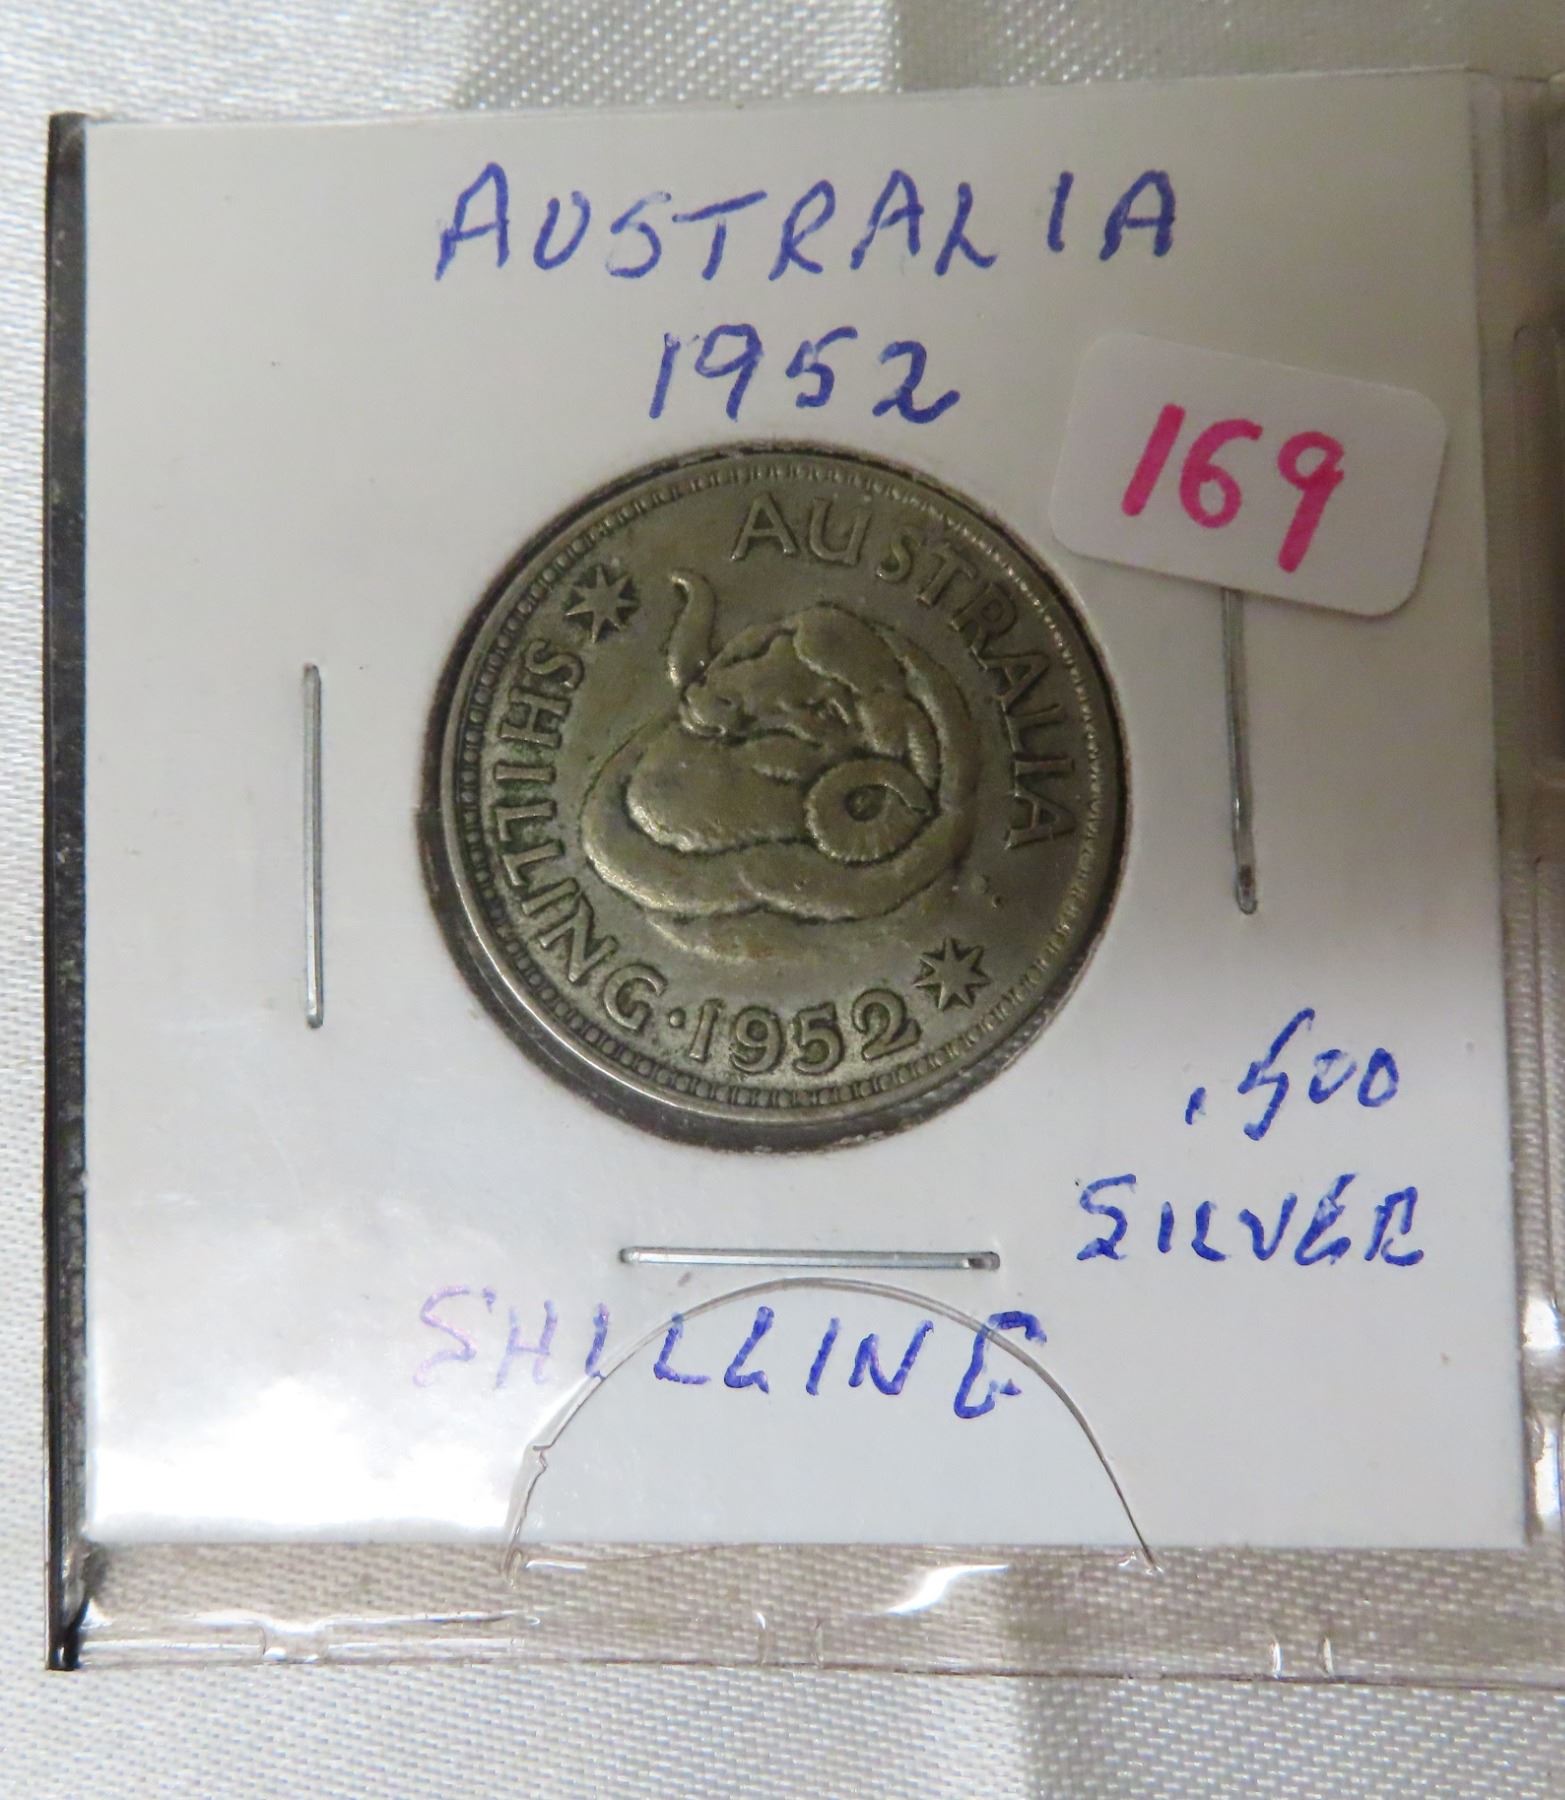 AUSTRALIA
1952
169
AUSTRALIA
SHILLING · 1952
.500
SILVER
SHILLING